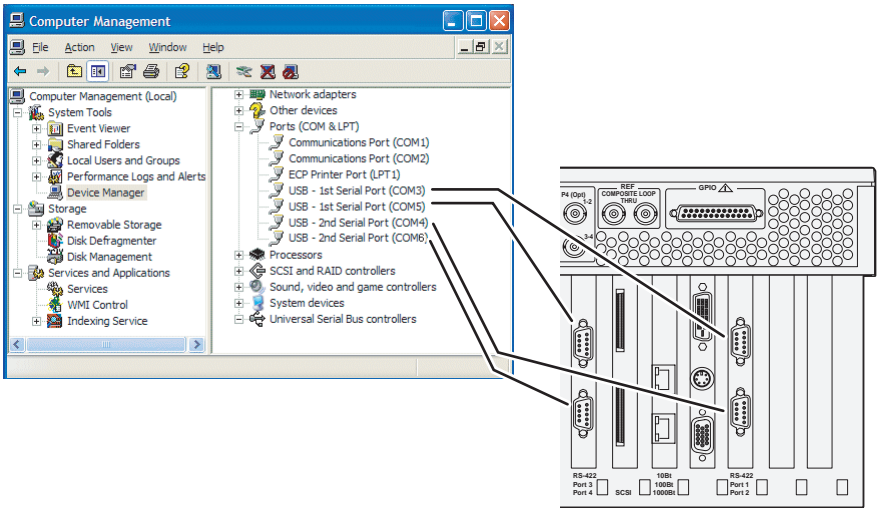 Computer Management
File Action View Window Help
Computer Management (Local)
System Tools
Event Viewer
Shared Folders
Local Users and Groups
Performance Logs and Alerts
Device Manager
Storage
Removable Storage
Disk Defragmenter
Disk Management
Services and Applications
Services
WMI Control
Indexing Service
Network adapters
Other devices
Ports (COM & LPT)
Communications Port (COM1)
Communications Port (COM2)
ECP Printer Port (LPT1)
USB - 1st Serial Port (COM3)
USB - 1st Serial Port (COM5)
USB - 2nd Serial Port (COM4)
USB - 2nd Serial Port (COM6)
Processors
SCSI and RAID controllers
Sound, video and game controllers
System devices
Universal Serial Bus controllers
P4 (Opt)
1-2
3-4
REF
COMPOSITE LOOP
THRU
GPIO
RS-422
Port 3
Port 4
SCSI
10Bt
100Bt
1000Bt
RS-422
Port 1
Port 2